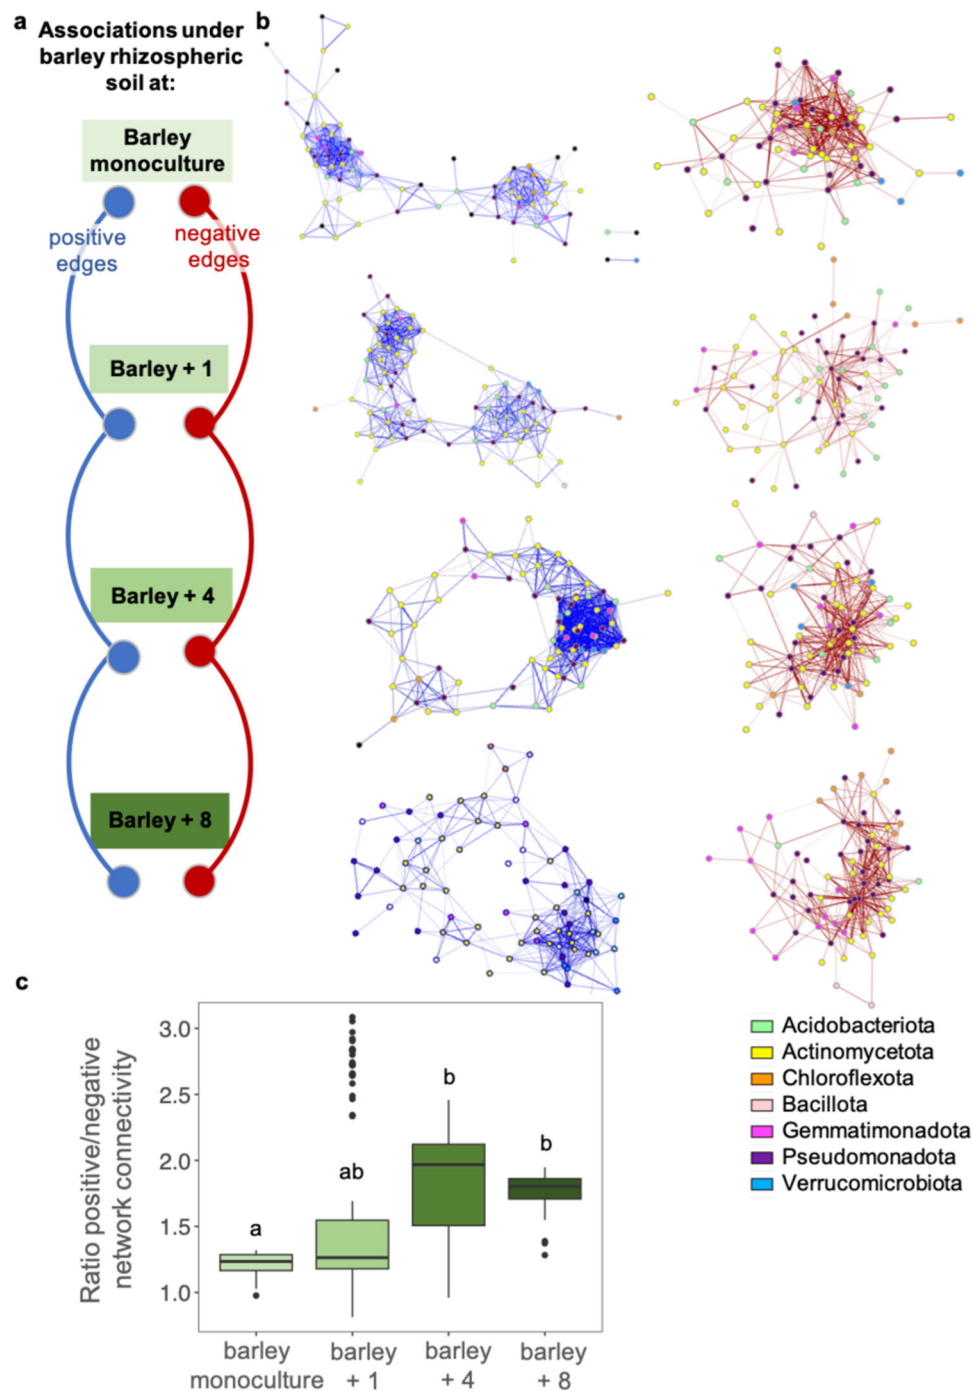 a
Associations under
barley rhizospheric
soil at:
b
Barley
monoculture
positive
edges
negative
edges
Barley + 1
Barley + 4
Barley + 8
c
Acidobacteriota
Actinomycetota
Chloroflexota
Bacillota
Gemmatimonadota
Pseudomonadota
Verrucomicrobiota
Ratio positive/negative
network connectivity
3.0
2.5
2.0
1.5
1.0
a
ab
b
b
barley
monoculture
barley
+ 1
barley
+ 4
barley
+ 8